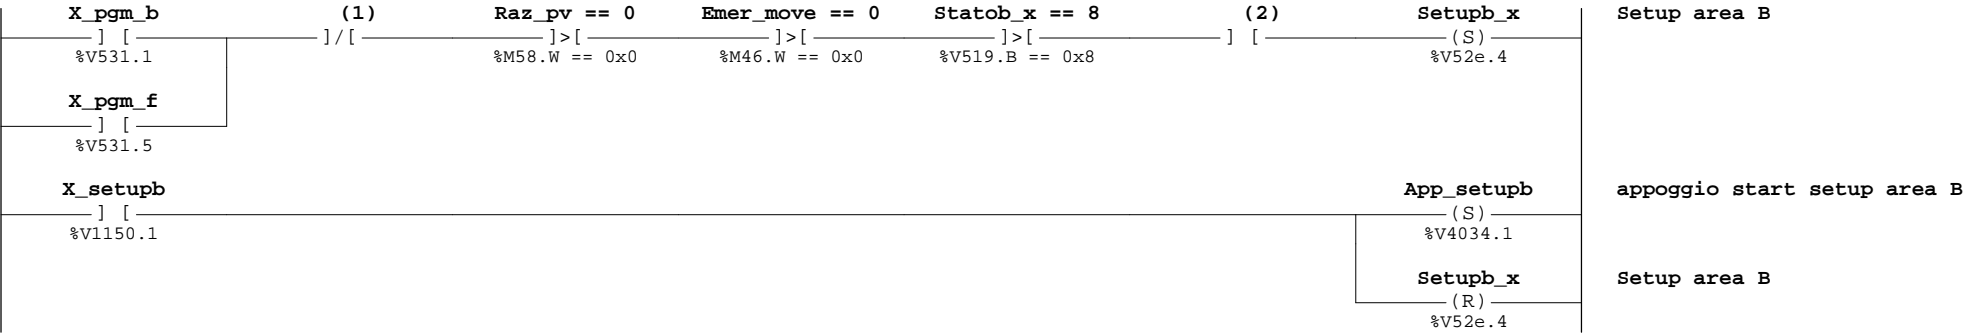 X_pgm_b (1) Raz_pv == 0 Emer_move == 0 Statob_x == 8 (2) Setupb_x Setup area B
] [ ]/[ ]>[ ]>[ ]>[ ] [ (S)
%V531.1 %M58.W == 0x0 %M46.W == 0x0 %V519.B == 0x8 %V52e.4
X_pgm_f
] [
%V531.5
X_setupb App_setupb appoggio start setup area B
] [ (S)
%V1150.1 %V4034.1
Setupb_x Setup area B
(R)
%V52e.4